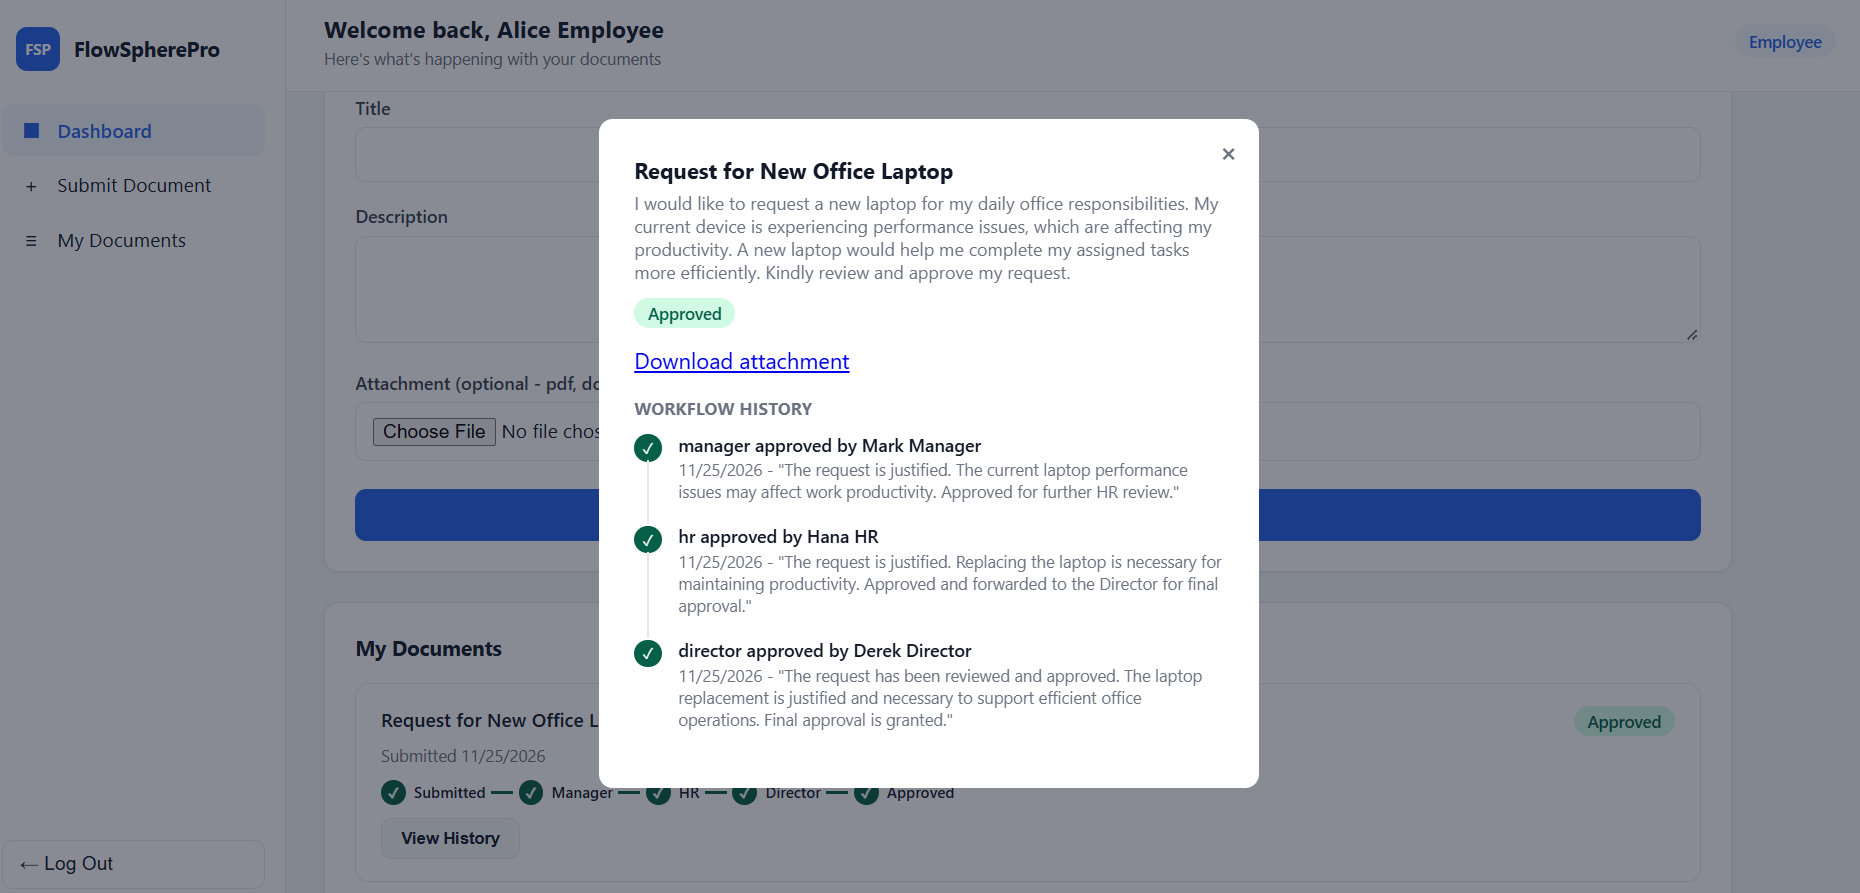 FSP
FlowSpherePro
Dashboard
+ Submit Document
My Documents
← Log Out
Welcome back, Alice Employee
Here's what's happening with your documents
Employee
Title
Description
Attachment (optional - pdf,
Choose File No file
My Documents
Request for New Office
Approved
Submitted 11/25/2026
Submitted
Manager
HR
Director
Approved
View History
×
Request for New Office Laptop
I would like to request a new laptop for my daily office responsibilities. My
current device is experiencing performance issues, which are affecting my
productivity. A new laptop would help me complete my assigned tasks
more efficiently. Kindly review and approve my request.
Approved
Download attachment
WORKFLOW HISTORY
manager approved by Mark Manager
11/25/2026 - "The request is justified. The current laptop performance
issues may affect work productivity. Approved for further HR review."
hr approved by Hana HR
11/25/2026 - "The request is justified. Replacing the laptop is necessary for
maintaining productivity. Approved and forwarded to the Director for final
approval."
director approved by Derek Director
11/25/2026 - "The request has been reviewed and approved. The laptop
replacement is justified and necessary to support efficient office
operations. Final approval is granted."